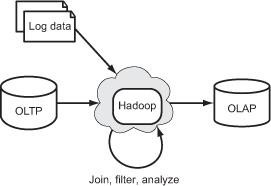 Log data
OLTP
Hadoop
OLAP
Join, filter, analyze